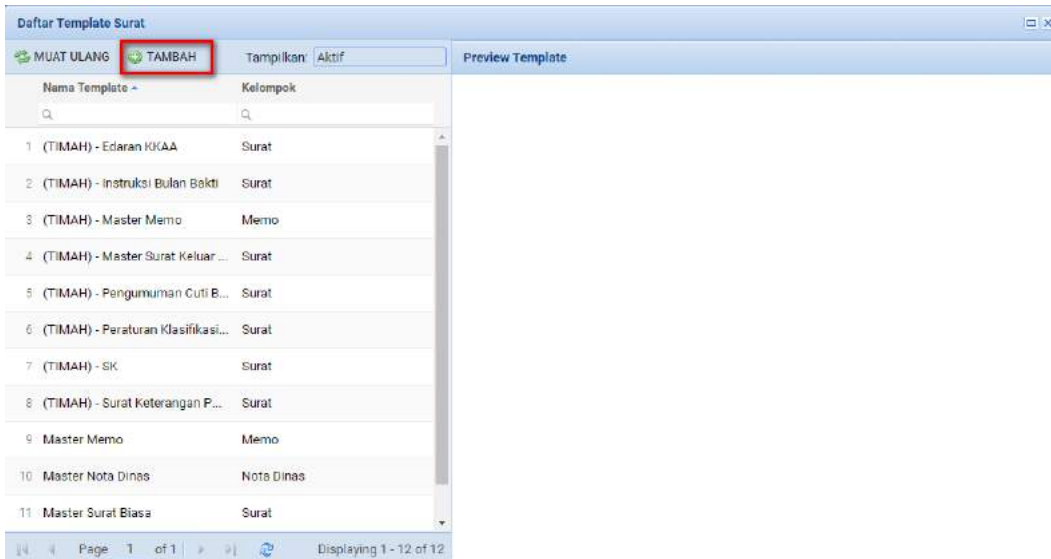 Daftar Template Surat
MUAT ULANG TAMBAH Tampilkan: Aktif Preview Template
Nama Template Kelompok
1 (TIMAH) - Edaran KKAA Surat
2 (TIMAH) - Instruksi Bulan Bakti Surat
3 (TIMAH) - Master Memo Memo
4 (TIMAH) - Master Surat Keluar ... Surat
5 (TIMAH) - Pengumuman Cuti B... Surat
6 (TIMAH) - Peraturan Klasifikasi... Surat
7 (TIMAH) - SK Surat
8 (TIMAH) - Surat Keterangan P... Surat
9 Master Memo Memo
10 Master Nota Dinas Nota Dinas
11 Master Surat Biasa Surat
Page 1 of 1 Displaying 1 - 12 of 12